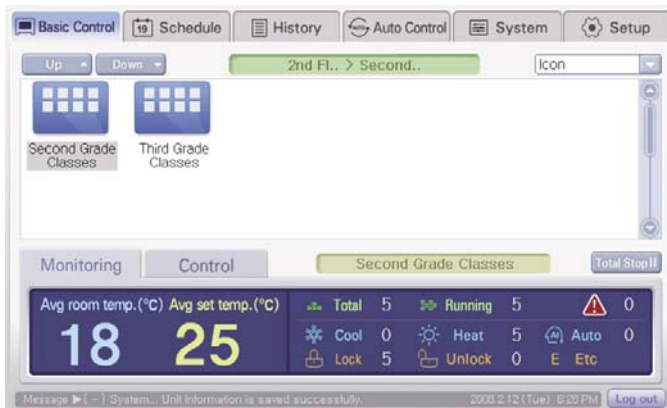 Basic Control 19 Schedule History Auto Control System Setup
Up Down 2nd Fl.. > Second.. Icon
Second Grade Classes
Third Grade Classes
Monitoring Control Second Grade Classes Total Stop
Avg room temp.(°C) Avg set temp.(°C) Total 5 Running 5 0
18 25 Cool 0 Heat 5 AI Auto 0
Lock 5 Unlock 0 E Etc
Message ▶ [ - ] System... Unit Information is saved successfully. 2008.2.12 (Tue) 6:28 PM Log out